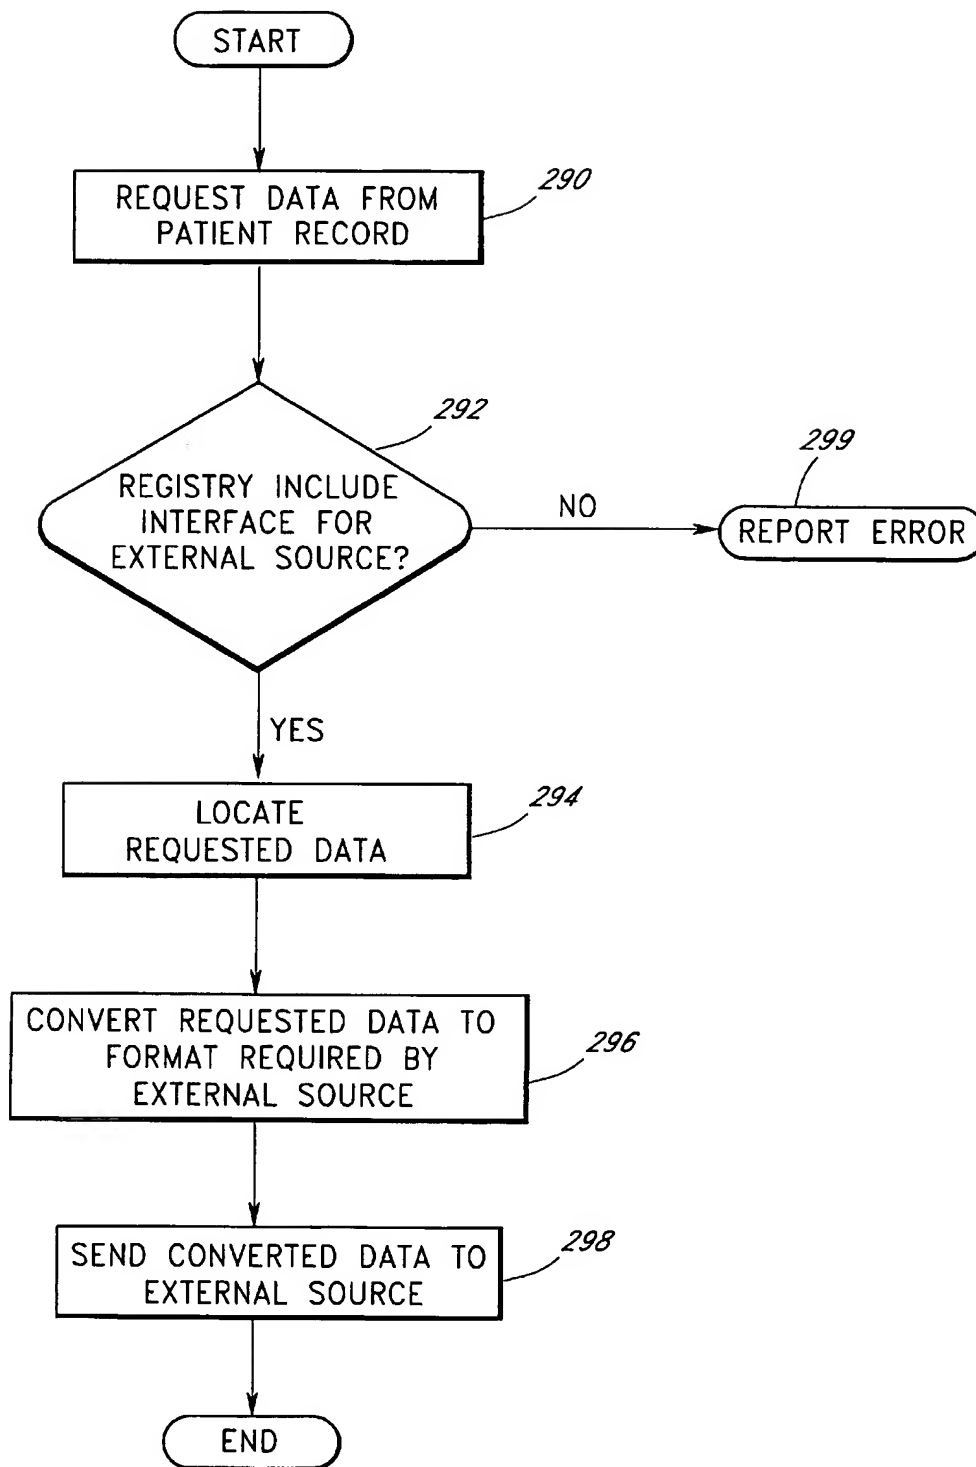 START
REQUEST DATA FROM
PATIENT RECORD
290
292
REGISTRY INCLUDE
INTERFACE FOR
EXTERNAL SOURCE?
NO
299
REPORT ERROR
YES
LOCATE
REQUESTED DATA
294
CONVERT REQUESTED DATA TO
FORMAT REQUIRED BY
EXTERNAL SOURCE
296
SEND CONVERTED DATA TO
EXTERNAL SOURCE
298
END